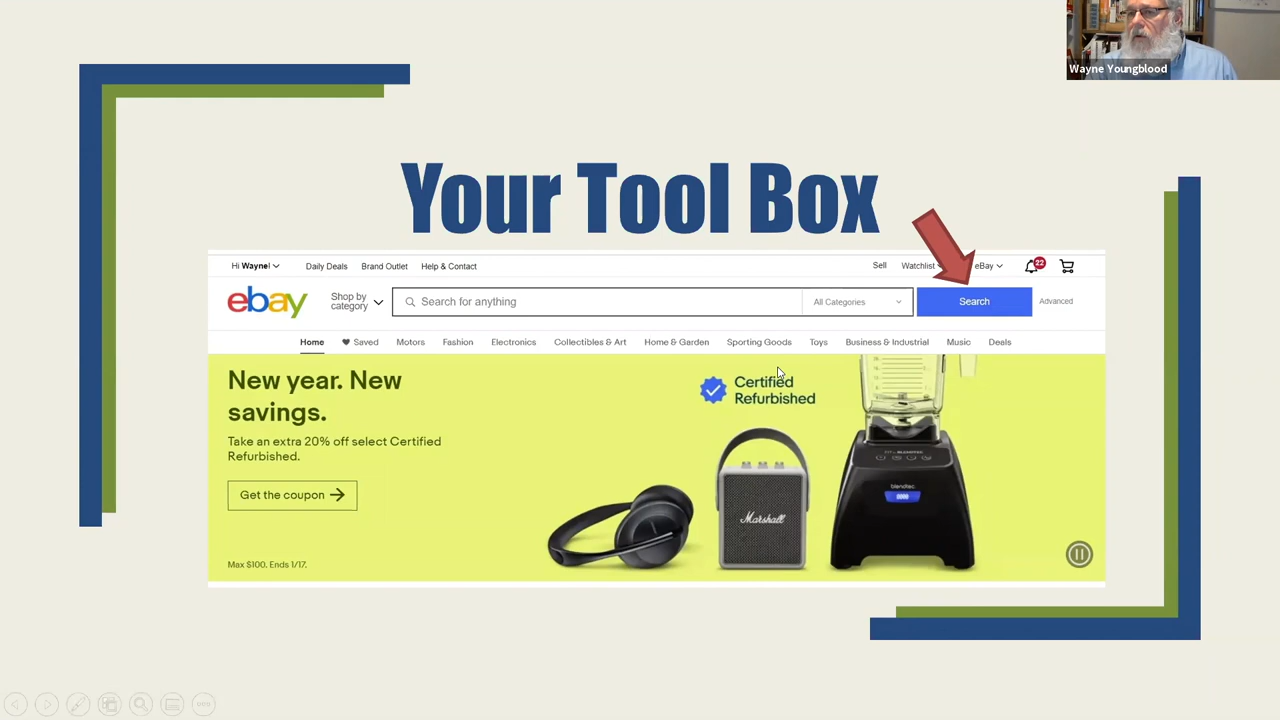 Wayne Youngblood
Your Tool Box
Hi Wayne! Daily Deals Brand Outlet Help & Contact Sell Watchlist eBay 22
ebay Shop by category Search for anything All Categories Search Advanced
Home Saved Motors Fashion Electronics Collectibles & Art Home & Garden Sporting Goods Toys Business & Industrial Music Deals
New year. New
savings.
Take an extra 20% off select Certified
Refurbished.
Get the coupon
Max $100. Ends 1/17.
Certified
Refurbished
Marshall
blendtec